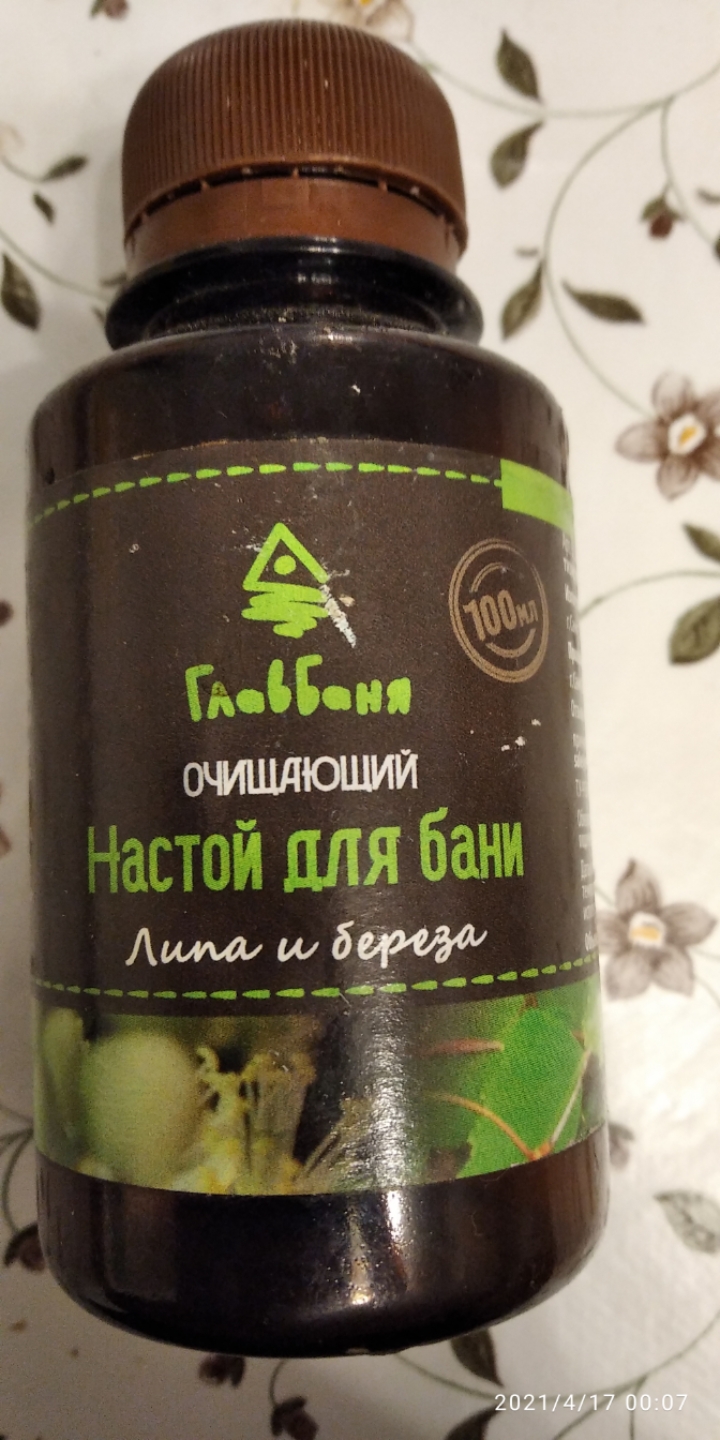 ГлавБаня
100мл
ОЧИЩАЮЩИЙ
Настой для бани
Липа и береза
2021/4/17 00:07